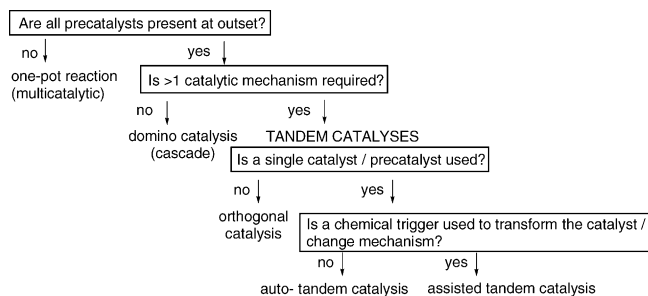 Are all precatalysts present at outset?
no
yes
one-pot reaction
(multicatalytic)
Is >1 catalytic mechanism required?
no
yes
domino catalysis
(cascade)
TANDEM CATALYSES
Is a single catalyst / precatalyst used?
no
yes
orthogonal
catalysis
Is a chemical trigger used to transform the catalyst /
change mechanism?
no
yes
auto- tandem catalysis
assisted tandem catalysis